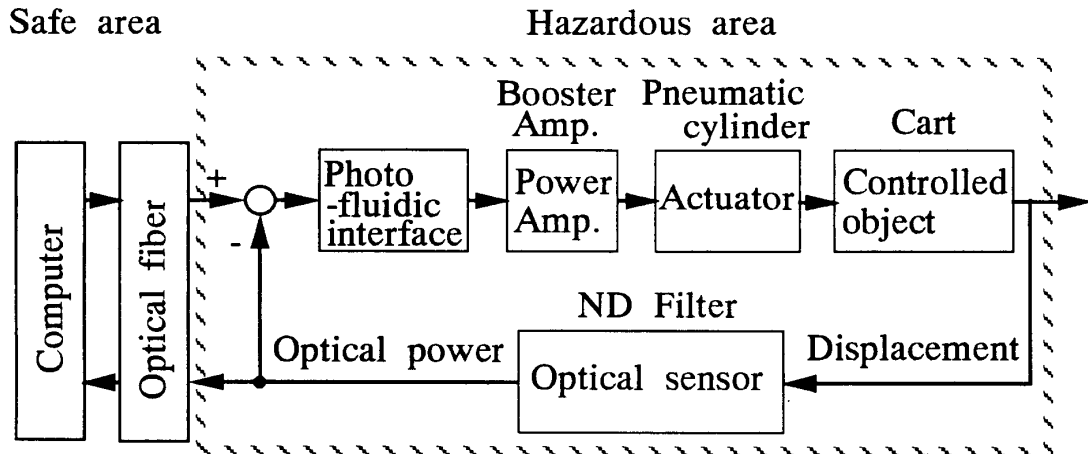 Safe area
Hazardous area
Booster
Amp.
Pneumatic
cylinder
Cart
Computer
Optical fiber
+
-
Photo
-fluidic
interface
Power
Amp.
Actuator
Controlled
object
ND Filter
Optical power
Optical sensor
Displacement